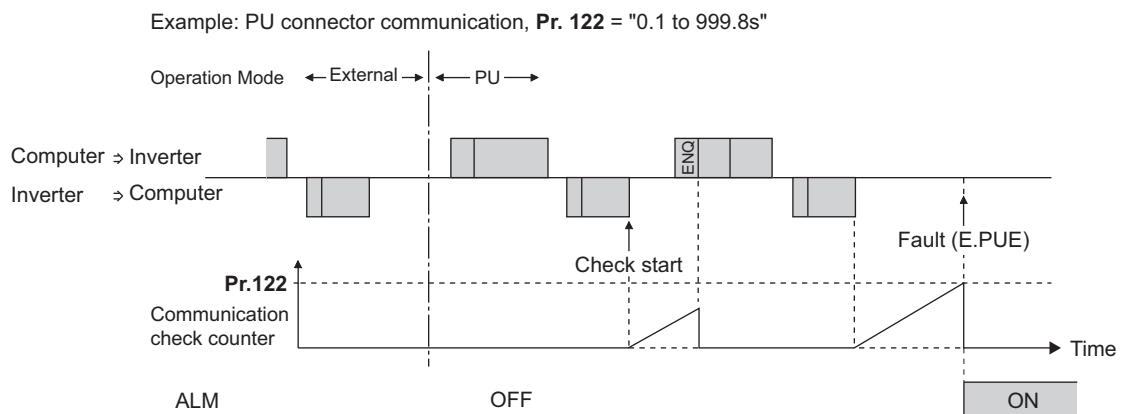 Example: PU connector communication, Pr. 122 = "0.1 to 999.8s"
Operation Mode
External
PU
Computer ➩ Inverter
ENQ
Inverter ➩ Computer
Fault (E.PUE)
Check start
Pr.122
Communication
check counter
Time
ALM
OFF
ON